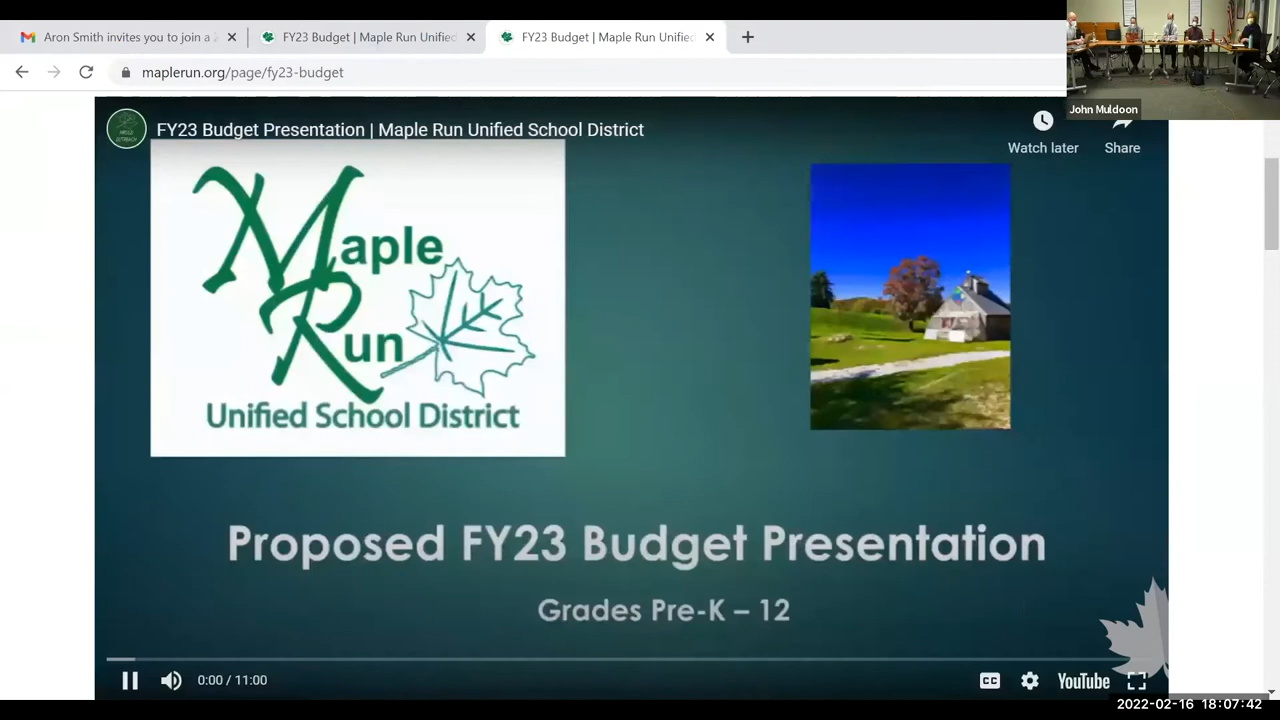 Aron Smith invites you to join a
FY23 Budget | Maple Run Unified
FY23 Budget | Maple Run Unified
maplerun.org/page/fy23-budget
John Muldoon
FY23 Budget Presentation | Maple Run Unified School District
Watch later
Share
Maple
Run
Unified School District
Proposed FY23 Budget Presentation
Grades Pre-K – 12
0:00 / 11:00
CC
YouTube
2022-02-16 18:07:42